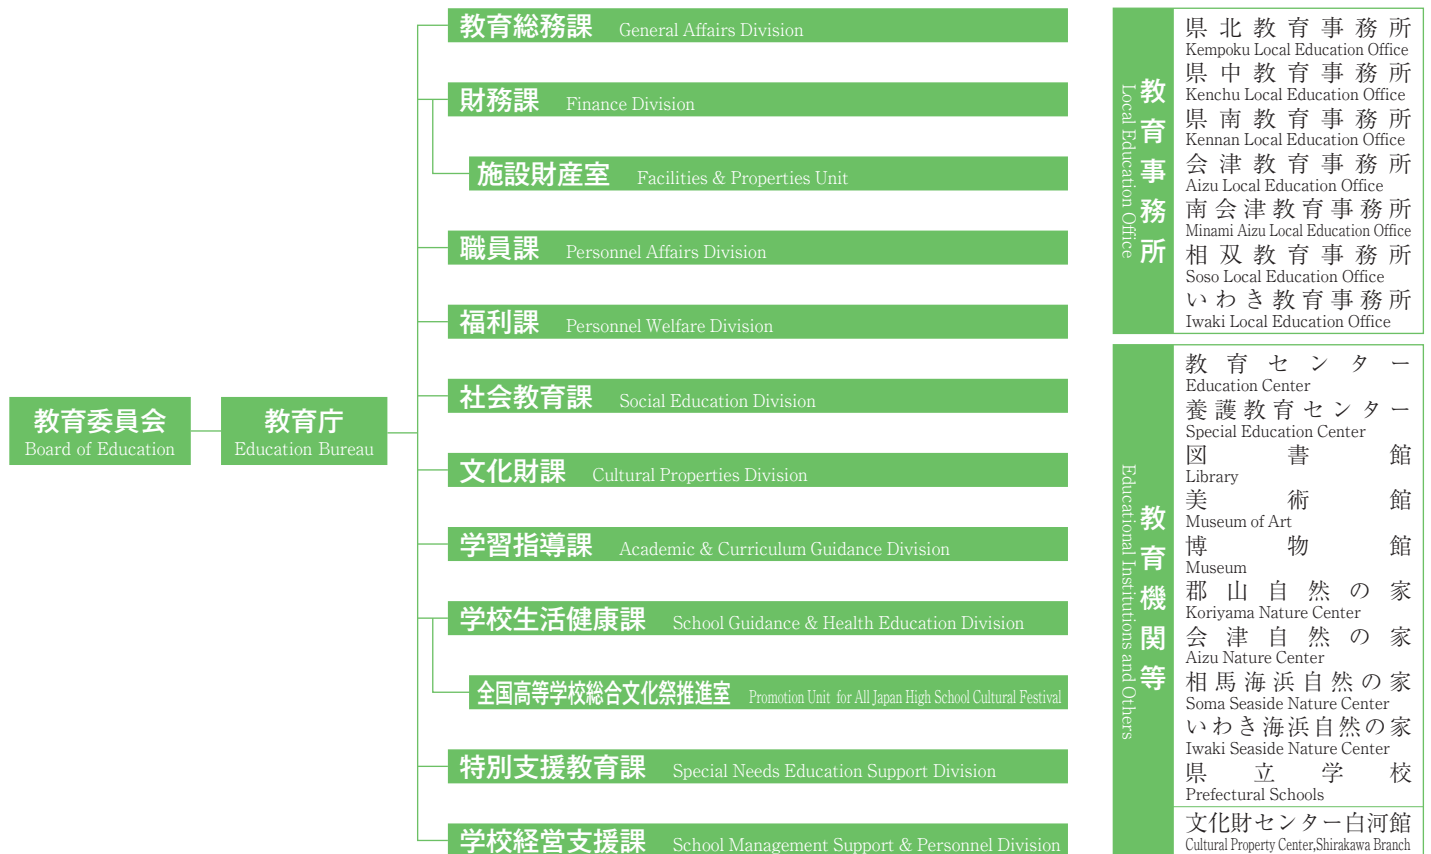 教育委員会
Board of Education
教育庁
Education Bureau
教育総務課 General Affairs Division
財務課 Finance Division
施設財産室 Facilities & Properties Unit
職員課 Personnel Affairs Division
福利課 Personnel Welfare Division
社会教育課 Social Education Division
文化財課 Cultural Properties Division
学習指導課 Academic & Curriculum Guidance Division
学校生活健康課 School Guidance & Health Education Division
全国高等学校総合文化祭推進室 Promotion Unit for All Japan High School Cultural Festival
特別支援教育課 Special Needs Education Support Division
学校経営支援課 School Management Support & Personnel Division
教育事務所
Local Education Office
県北教育事務所
Kempoku Local Education Office
県中教育事務所
Kenchu Local Education Office
県南教育事務所
Kennan Local Education Office
会津教育事務所
Aizu Local Education Office
南会津教育事務所
Minami Aizu Local Education Office
相双教育事務所
Soso Local Education Office
いわき教育事務所
Iwaki Local Education Office
教育機関等
Educational Institutions and Others
教育センター
Education Center
養護教育センター
Special Education Center
図書館
Library
美術館
Museum of Art
博物館
Museum
郡山自然の家
Koriyama Nature Center
会津自然の家
Aizu Nature Center
相馬海浜自然の家
Soma Seaside Nature Center
いわき海浜自然の家
Iwaki Seaside Nature Center
県立学校
Prefectural Schools
文化財センター白河館
Cultural Property Center,Shirakawa Branch